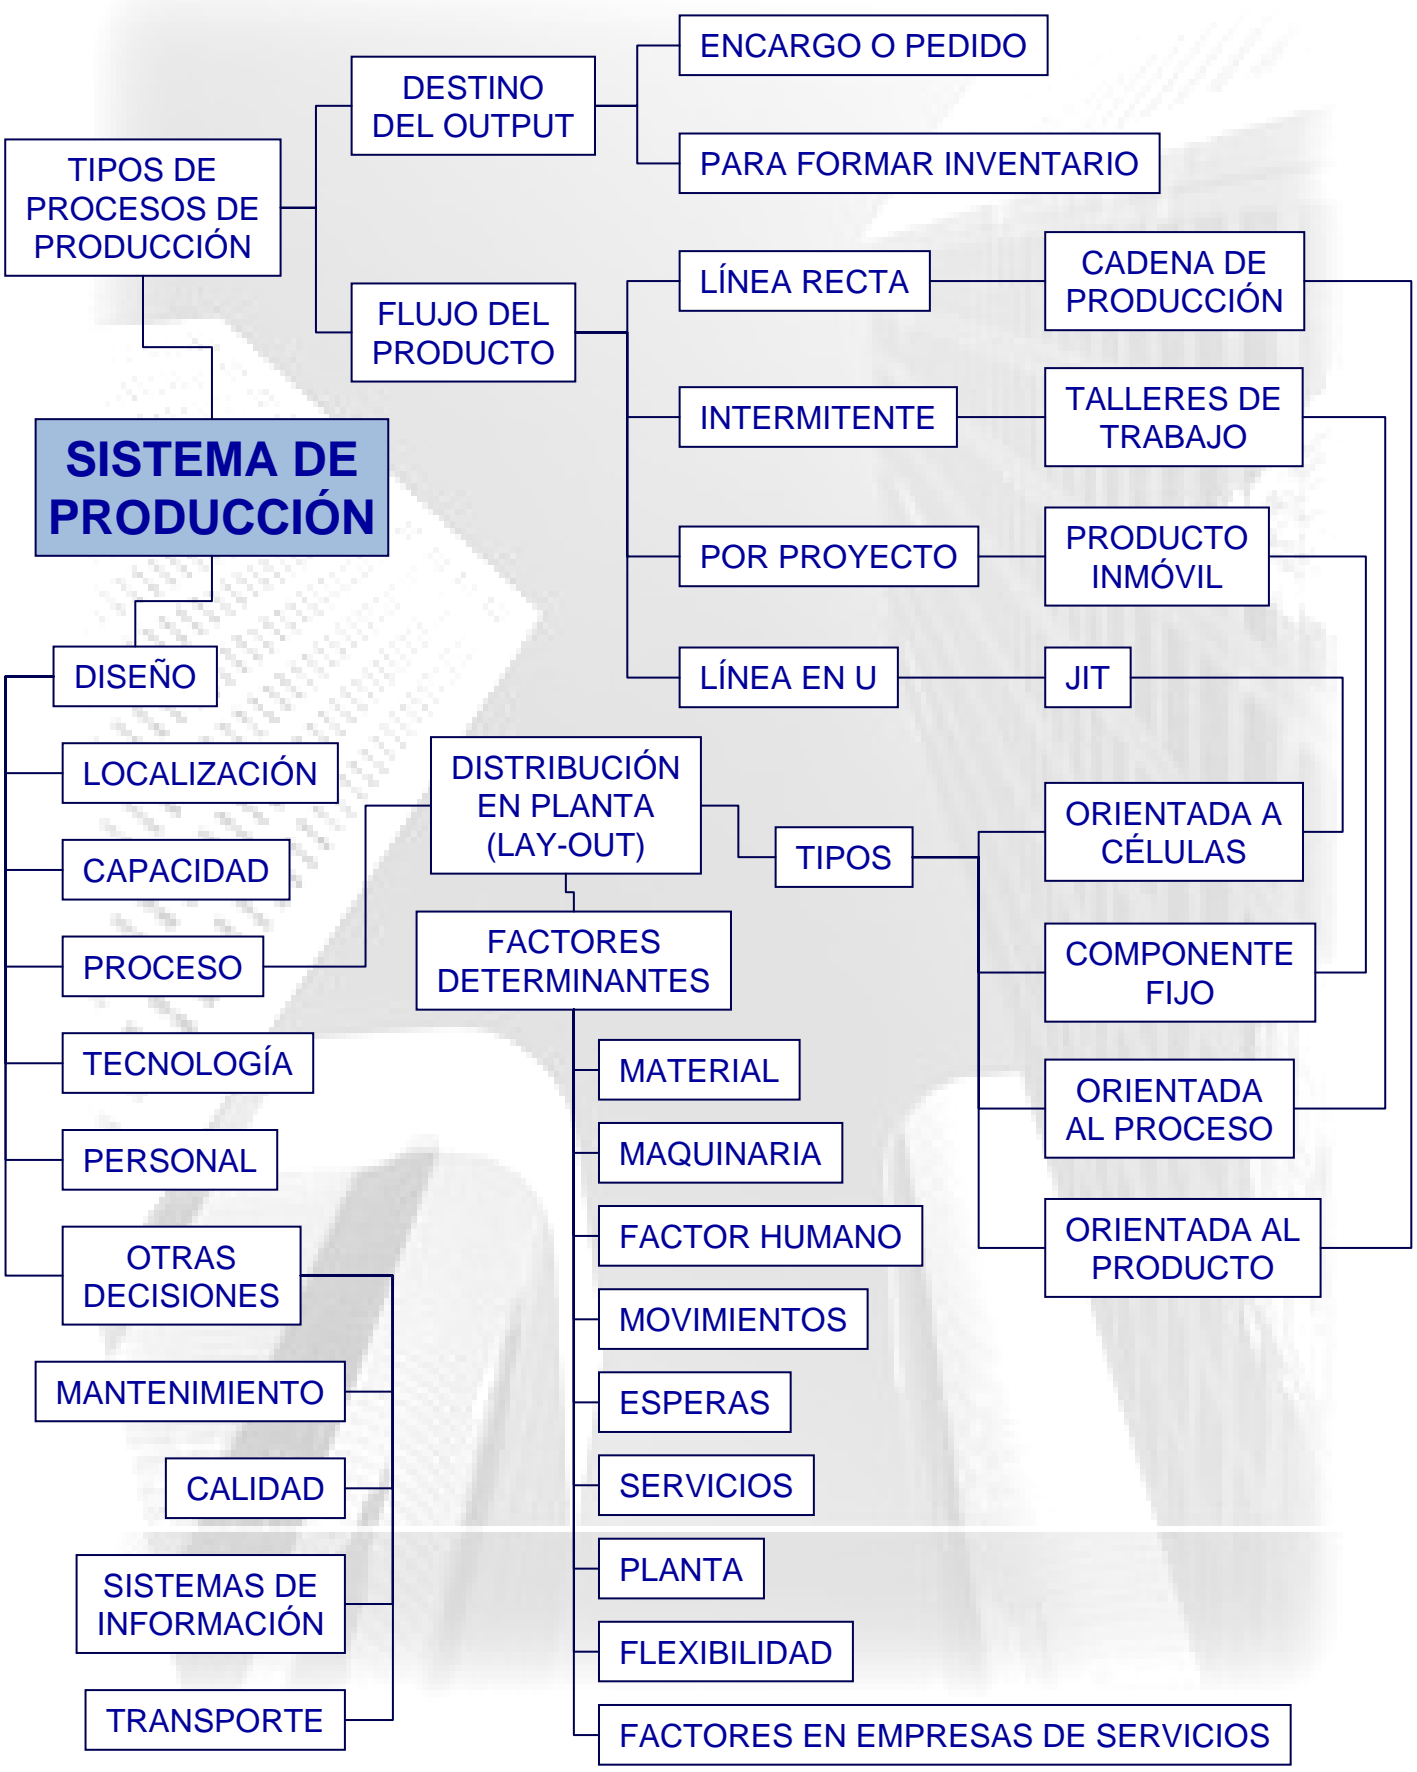 ENCARGO O PEDIDO
DESTINO
DEL OUTPUT
PARA FORMAR INVENTARIO
TIPOS DE
PROCESOS DE
PRODUCCIÓN
FLUJO DEL
PRODUCTO
LÍNEA RECTA
CADENA DE
PRODUCCIÓN
INTERMITENTE
TALLERES DE
TRABAJO
POR PROYECTO
PRODUCTO
INMÓVIL
LÍNEA EN U
JIT
SISTEMA DE
PRODUCCIÓN
DISEÑO
LOCALIZACIÓN
CAPACIDAD
PROCESO
TECNOLOGÍA
PERSONAL
OTRAS
DECISIONES
MANTENIMIENTO
CALIDAD
SISTEMAS DE
INFORMACIÓN
TRANSPORTE
DISTRIBUCIÓN
EN PLANTA
(LAY-OUT)
TIPOS
ORIENTADA A
CÉLULAS
COMPONENTE
FIJO
ORIENTADA
AL PROCESO
ORIENTADA AL
PRODUCTO
FACTORES
DETERMINANTES
MATERIAL
MAQUINARIA
FACTOR HUMANO
MOVIMIENTOS
ESPERAS
SERVICIOS
PLANTA
FLEXIBILIDAD
FACTORES EN EMPRESAS DE SERVICIOS